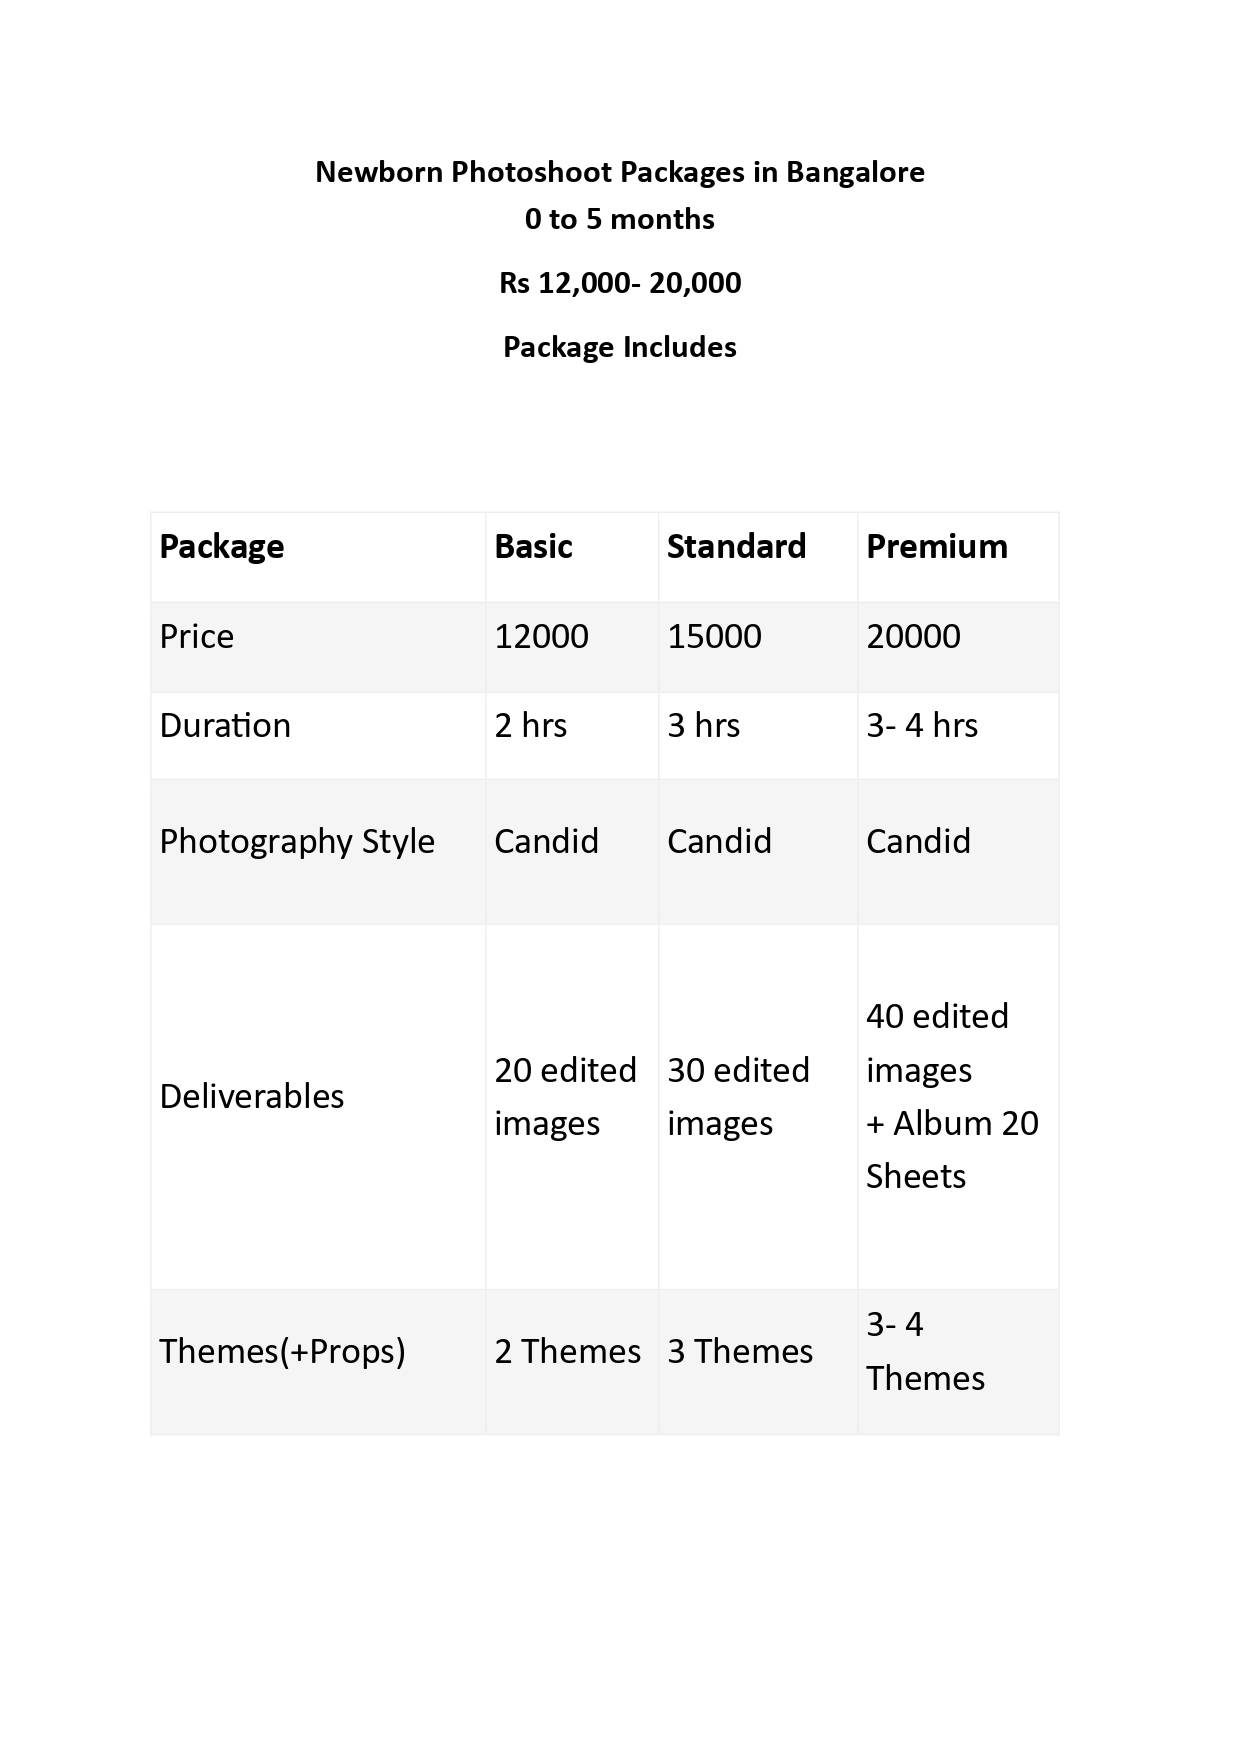 Newborn Photoshoot Packages in Bangalore
0 to 5 months
Rs 12,000- 20,000
Package Includes
Package Basic Standard Premium
Price 12000 15000 20000
Duration 2 hrs 3 hrs 3- 4 hrs
Photography Style Candid Candid Candid
Deliverables
20 edited
images
30 edited
images
40 edited
images
+ Album 20
Sheets
Themes(+Props) 2 Themes 3 Themes
3- 4
Themes